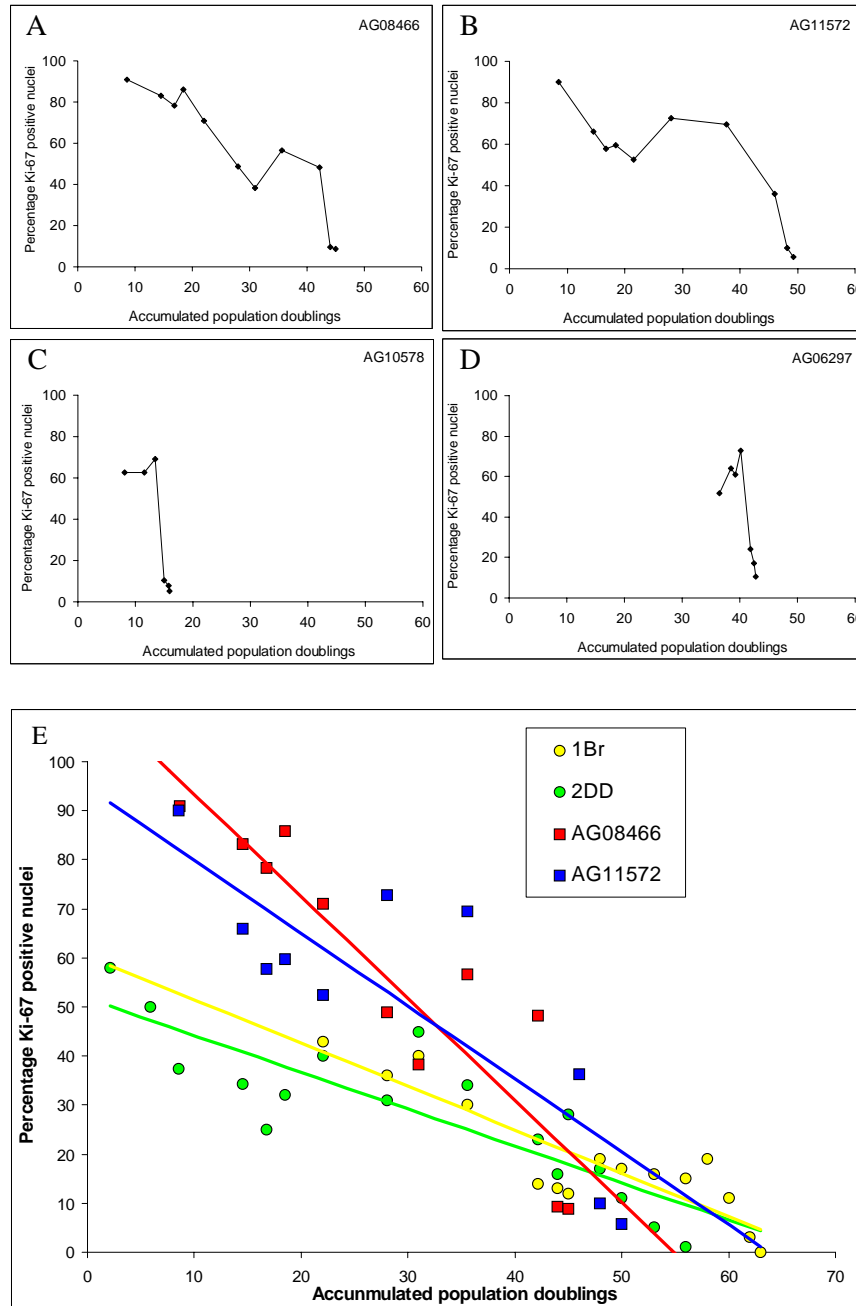 A
AG08466
Percentage Ki-67 positive nuclei
100
80
60
40
20
0
0 10 20 30 40 50 60
Accumulated population doublings
B
AG11572
Percentage Ki-67 positive nuclei
100
80
60
40
20
0
0 10 20 30 40 50 60
Accumulated population doublings
C
AG10578
Percentage Ki-67 positive nuclei
100
80
60
40
20
0
0 10 20 30 40 50 60
Accumulated population doublings
D
AG06297
Percentage Ki-67 positive nuclei
100
80
60
40
20
0
0 10 20 30 40 50 60
Accumulated population doublings
E
Percentage Ki-67 positive nuclei
100
90
80
70
60
50
40
30
20
10
0
0 10 20 30 40 50 60 70
Accunmulated population doublings
1Br
2DD
AG08466
AG11572